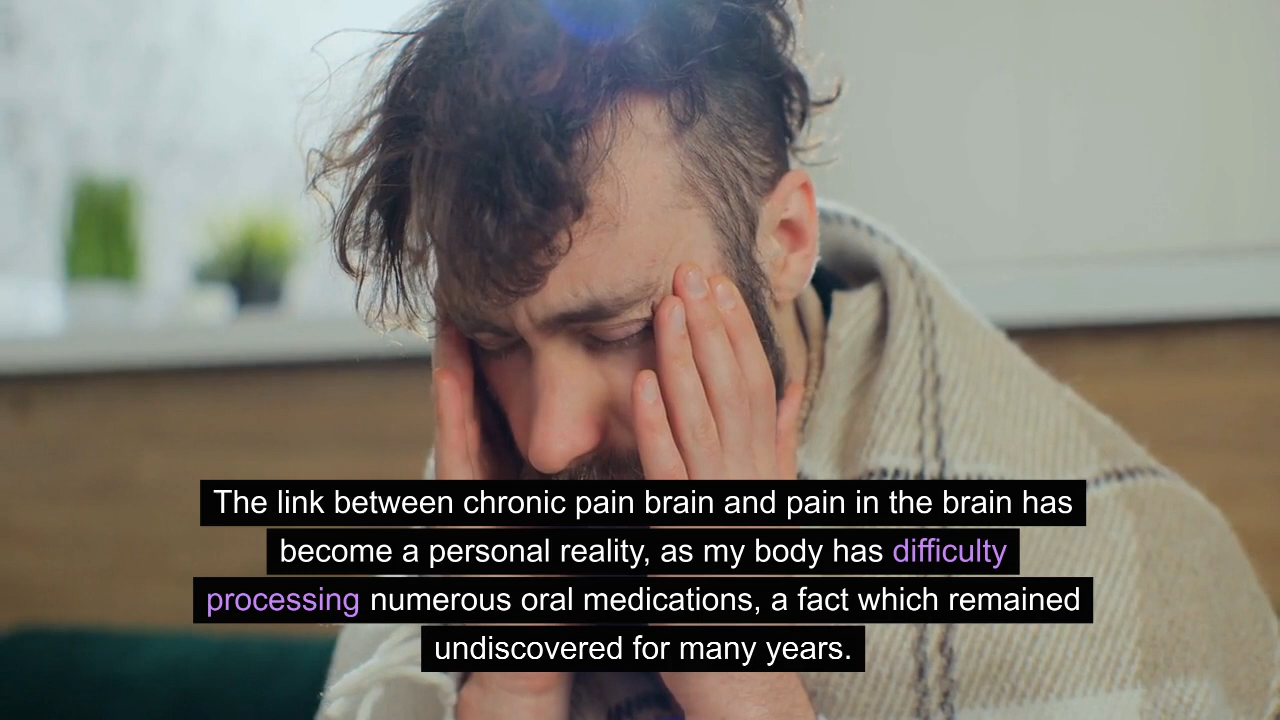 The link between chronic pain brain and pain in the brain has
become a personal reality, as my body has difficulty
processing numerous oral medications, a fact which remained
undiscovered for many years.